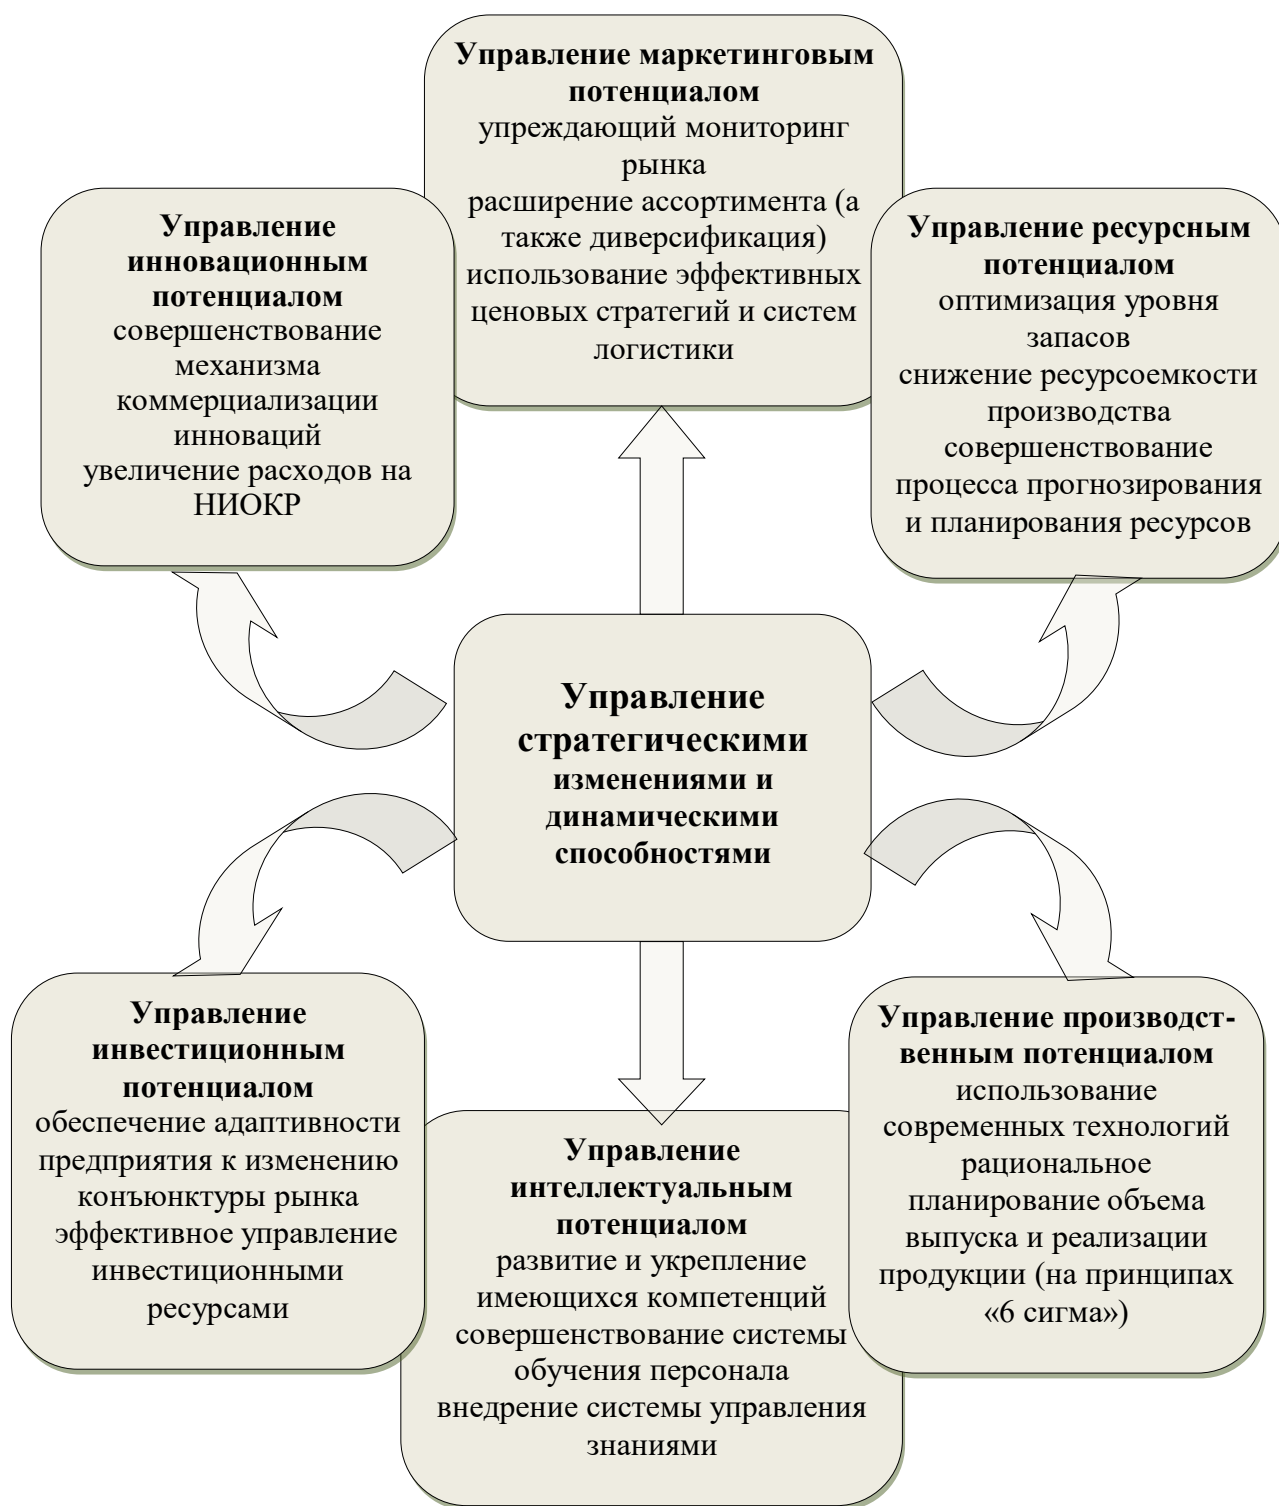 Управление маркетинговым
потенциалом
упреждающий мониторинг
рынка
расширение ассортимента (а
также диверсификация)
использование эффективных
ценовых стратегий и систем
логистики
Управление
инновационным
потенциалом
совершенствование
механизма
коммерциализации
инноваций
увеличение расходов на
НИОКР
Управление ресурсным
потенциалом
оптимизация уровня
запасов
снижение ресурсоемкости
производства
совершенствование
процесса прогнозирования
и планирования ресурсов
Управление
стратегическими
изменениями и
динамическими
способностями
Управление
инвестиционным
потенциалом
обеспечение адаптивности
предприятия к изменению
конъюнктуры рынка
эффективное управление
инвестиционными
ресурсами
Управление
интеллектуальным
потенциалом
развитие и укрепление
имеющихся компетенций
совершенствование системы
обучения персонала
внедрение системы управления
знаниями
Управление производст-
венным потенциалом
использование
современных технологий
рациональное
планирование объема
выпуска и реализации
продукции (на принципах
«6 сигма»)